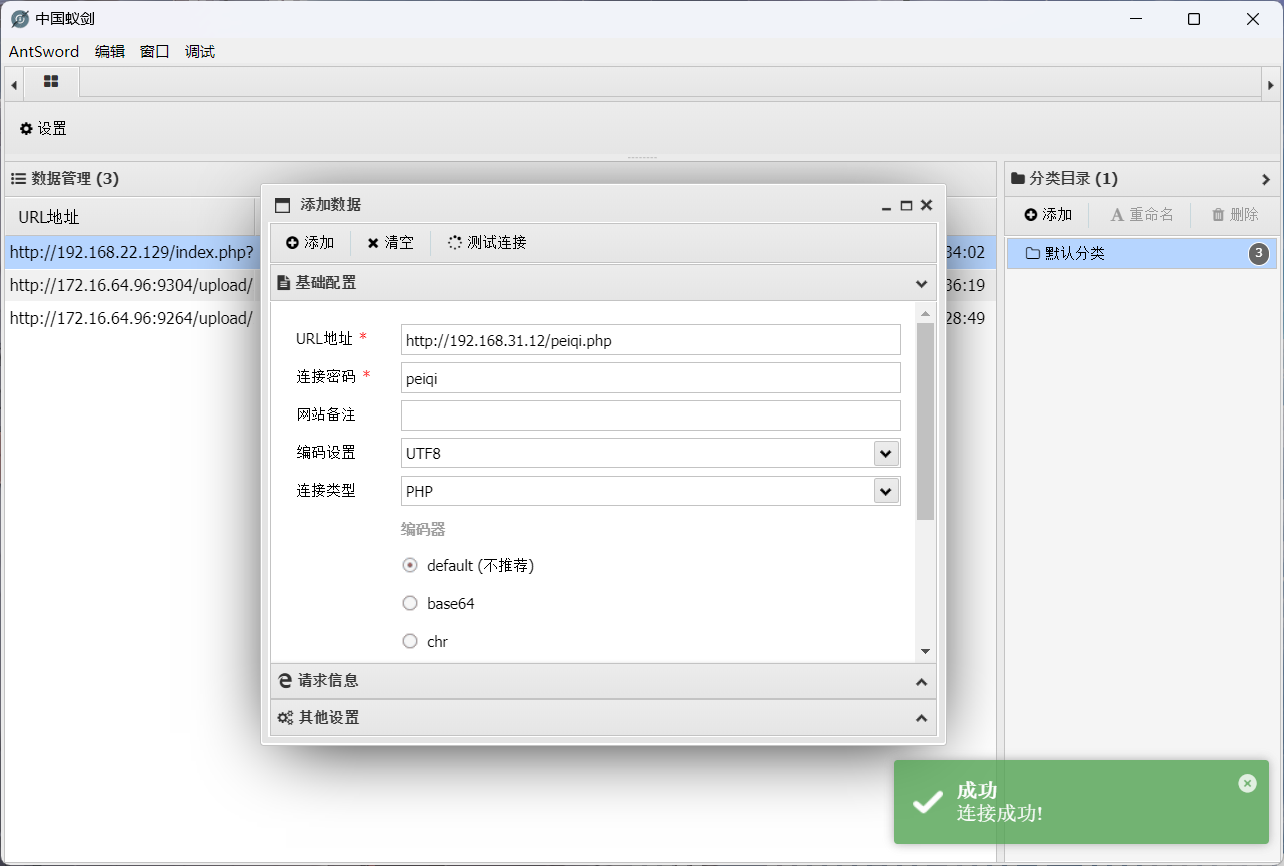 中国蚁剑
AntSword 编辑 窗口 调试
设置
数据管理 (3)
URL地址
http://192.168.22.129/index.php?
34:02
http://172.16.64.96:9304/upload/
36:19
http://172.16.64.96:9264/upload/
28:49
分类目录 (1)
添加 重命名 删除
默认分类 3
添加数据
添加 清空 测试连接
基础配置
URL地址 * http://192.168.31.12/peiqi.php
连接密码 * peiqi
网站备注
编码设置 UTF8
连接类型 PHP
编码器
default (不推荐)
base64
chr
请求信息
其他设置
成功
连接成功!